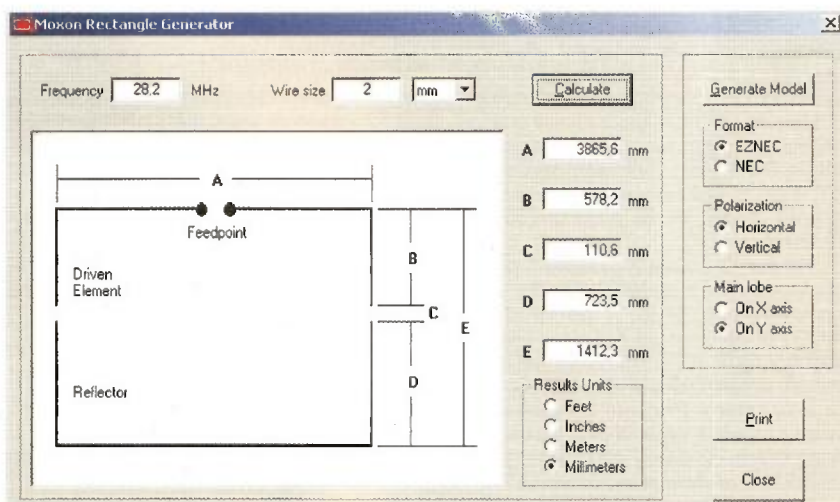 Moxon Rectangle Generator
Frequency 28,2 MHz Wire size 2 mm Calculate
Generate Model
Format
EZNEC
NEC
Polarization
Horizontal
Vertical
Main lobe
On X axis
On Y axis
A 3865,6 mm
B 578,2 mm
C 110,6 mm
D 723,5 mm
E 1412,3 mm
Results Units
Feet
Inches
Meters
Millimeters
Print
Close
A
Feedpoint
Driven
Element
B
C
E
D
Reflector